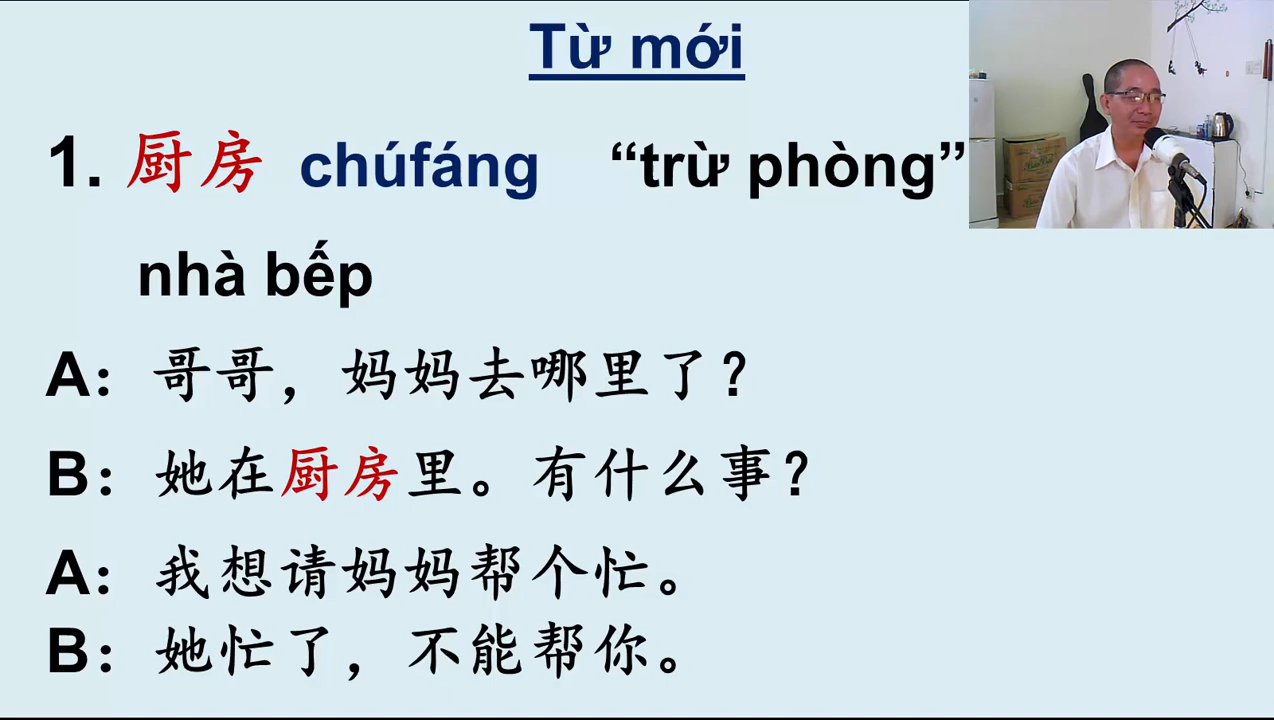 Từ mới
1. 厨房 chúfáng “trừ phòng”
nhà bếp
A：哥哥，妈妈去哪里了？
B：她在厨房里。有什么事？
A：我想请妈妈帮个忙。
B：她忙了，不能帮你。